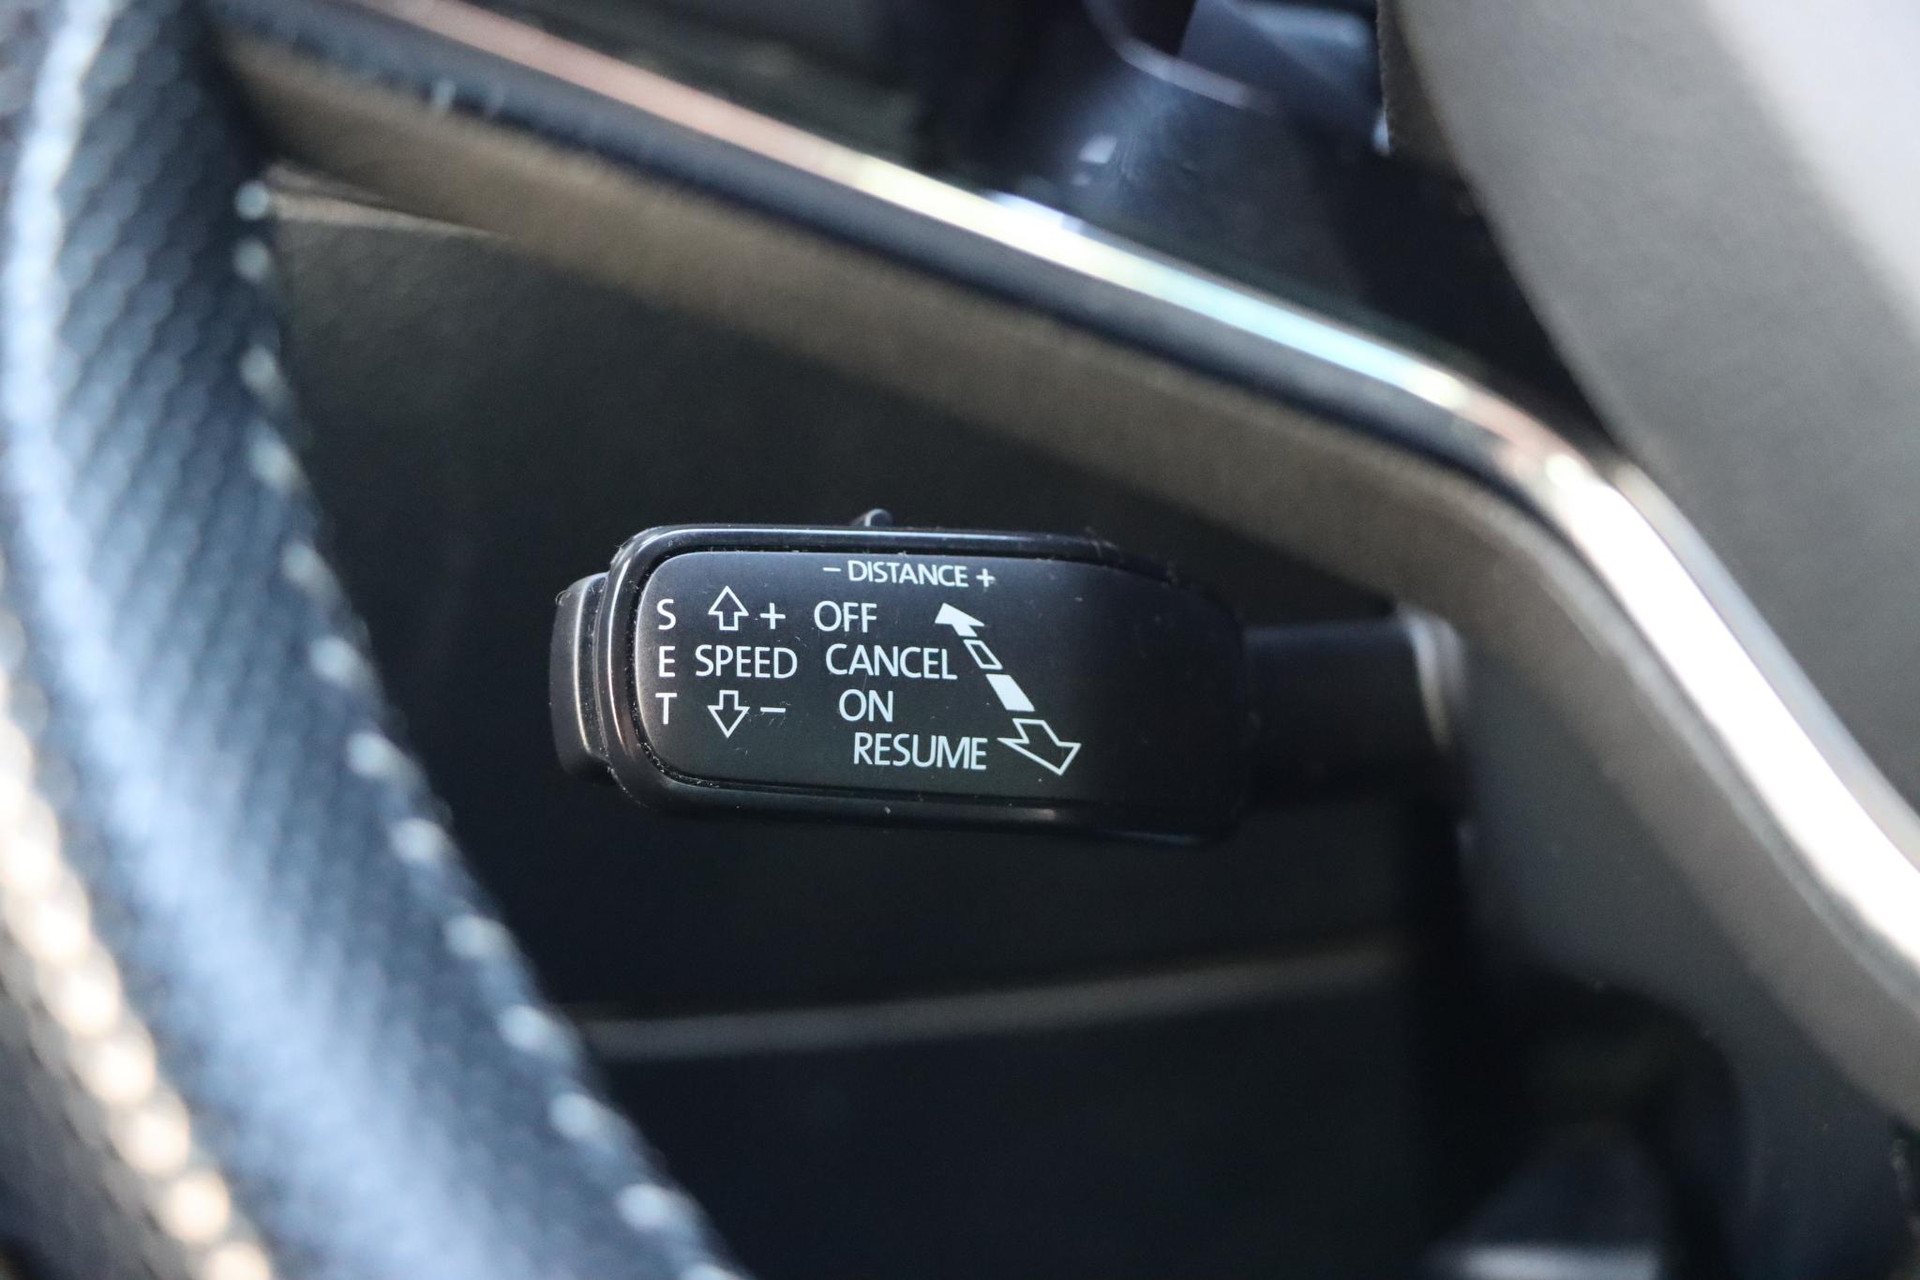 − DISTANCE +
S + OFF
E SPEED CANCEL
T − ON
RESUME